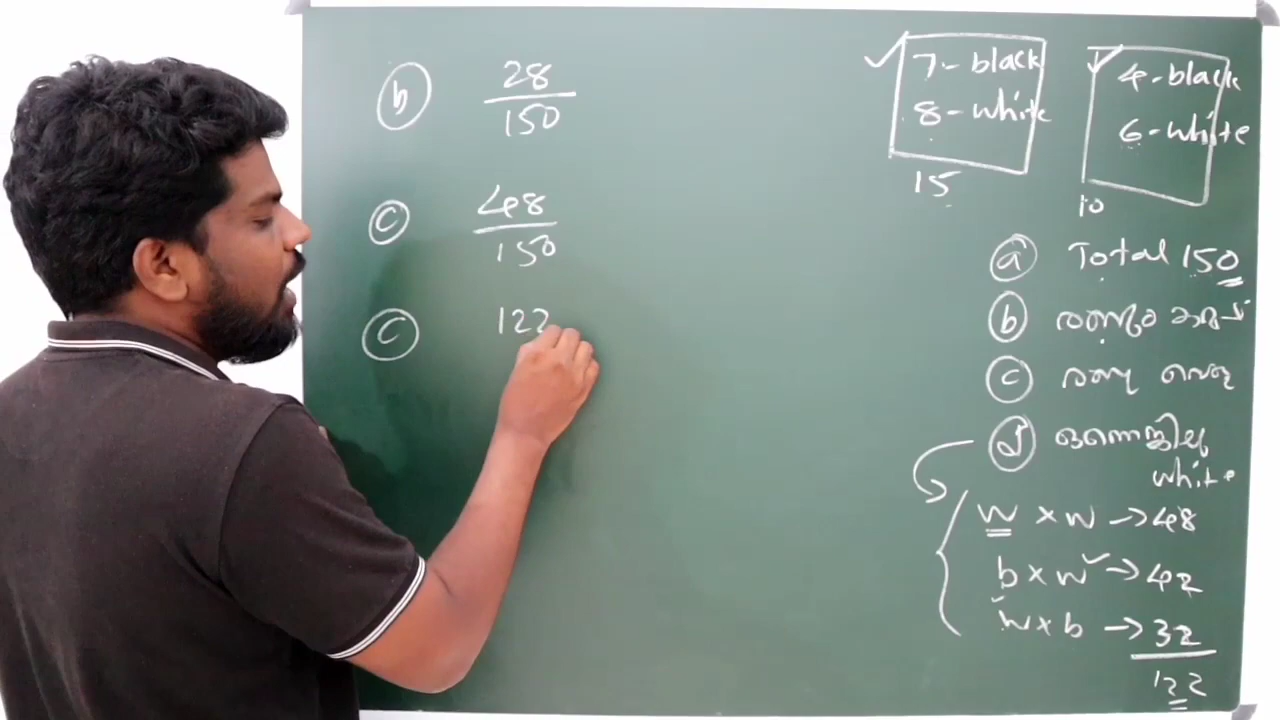 b 28
150
c 48
150
c 122
7 - black
8 - white
15
4 - black
6 - white
10
a Total 150
b രണ്ടും കറുപ്പ്
c രണ്ടു വെളു
d ഒന്നെങ്കിലും
white
w × w → 48
b × w → 42
w × b → 32
122